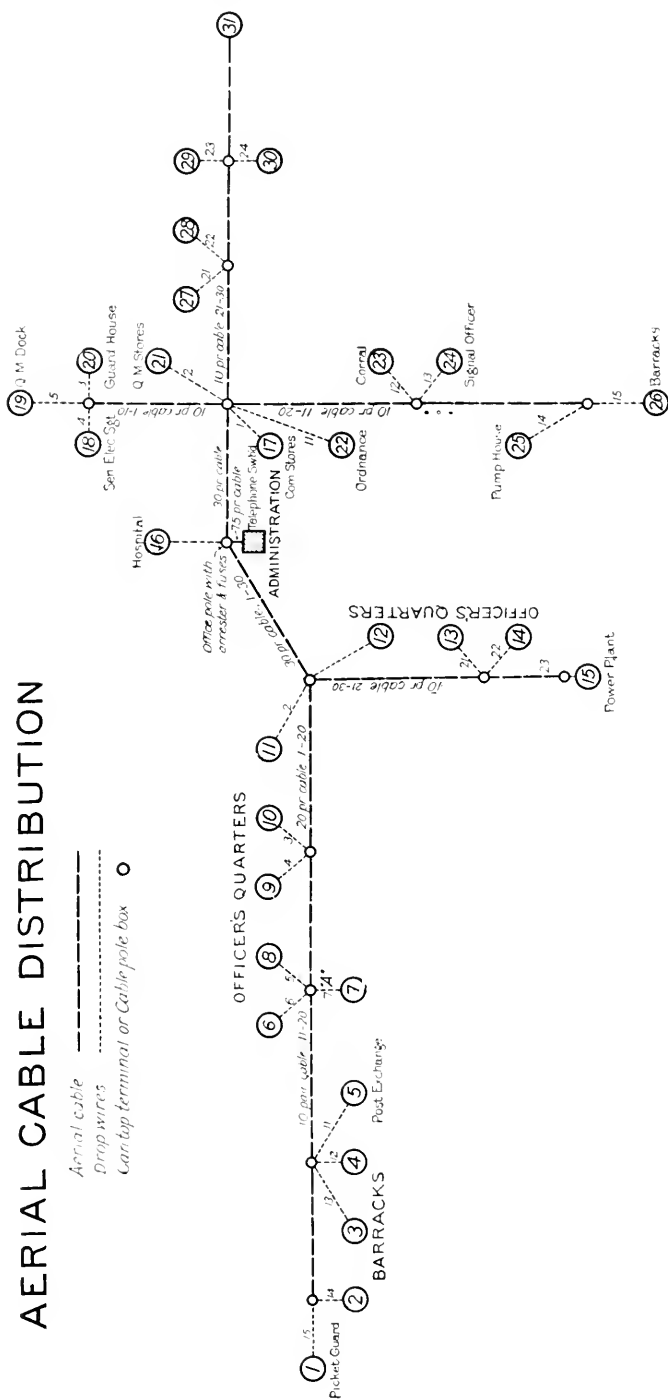 AERIAL CABLE DISTRIBUTION
Aerial cable
Drop wires
Can top terminal or Cable pole box
1
Picket Guard
15
2
14
3
13
4
12
5
11
Post Exchange
BARRACKS
10 pair cable 11-20
6
6
8
5
7
7
"A"
OFFICER'S QUARTERS
9
4
10
3
20 pr cable 1-20
11
2
12
OFFICER'S QUARTERS
13
21
14
22
10 pr cable 21-30
23
15
Power Plant
30 pr cable 1-30
Office pole with
arrester & fuses
Hospital
16
75 pr cable
Telephone Swbd
ADMINISTRATION
30 pr cable
17
Com Stores
22
11
Ordnance
21
2
Q M Stores
10 pr cable 1-10
18
4
Sen Elec Sgt
19
Q M Dock
5
20
3
Guard House
10 pr cable 11-20
23
12
Corral
24
13
Signal Officer
25
14
Pump House
26
15
Barracks
10 pr cable 21-30
27
21
28
22
29
23
30
24
31